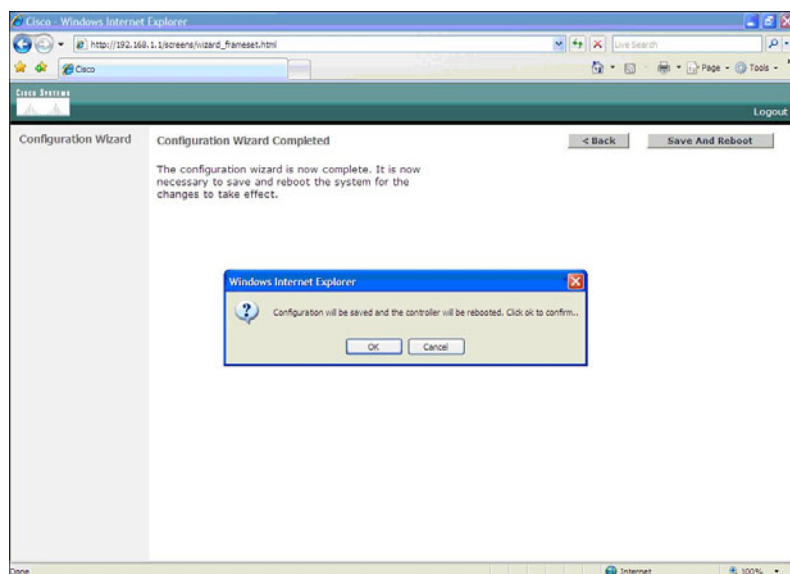 Cisco - Windows Internet Explorer
http://192.168.1.1/screens/wizard_frameset.html
Live Search
Cisco
Page
Tools
Cisco Systems
Logout
Configuration Wizard
Configuration Wizard Completed
< Back
Save And Reboot
The configuration wizard is now complete. It is now
necessary to save and reboot the system for the
changes to take effect.
Windows Internet Explorer
Configuration will be saved and the controller will be rebooted. Click ok to confirm..
OK
Cancel
Done
Internet
100%